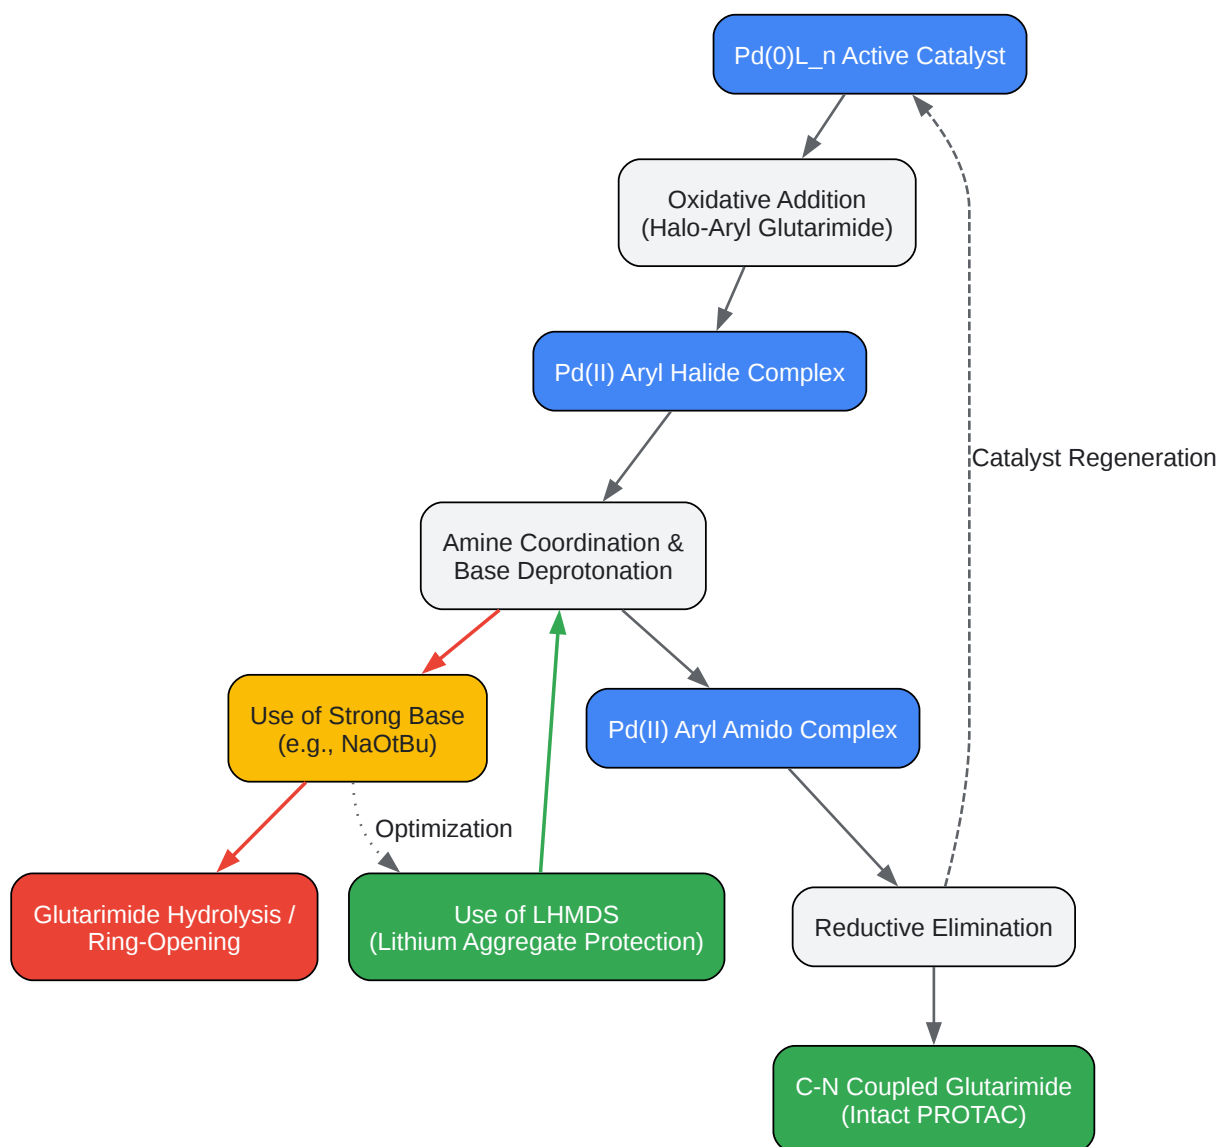 Pd(0)L_n Active Catalyst
Oxidative Addition
(Halo-Aryl Glutarimide)
Pd(II) Aryl Halide Complex
Catalyst Regeneration
Amine Coordination &
Base Deprotonation
Use of Strong Base
(e.g., NaOtBu)
Pd(II) Aryl Amido Complex
Optimization
Glutarimide Hydrolysis /
Ring-Opening
Use of LHMDS
(Lithium Aggregate Protection)
Reductive Elimination
C-N Coupled Glutarimide
(Intact PROTAC)